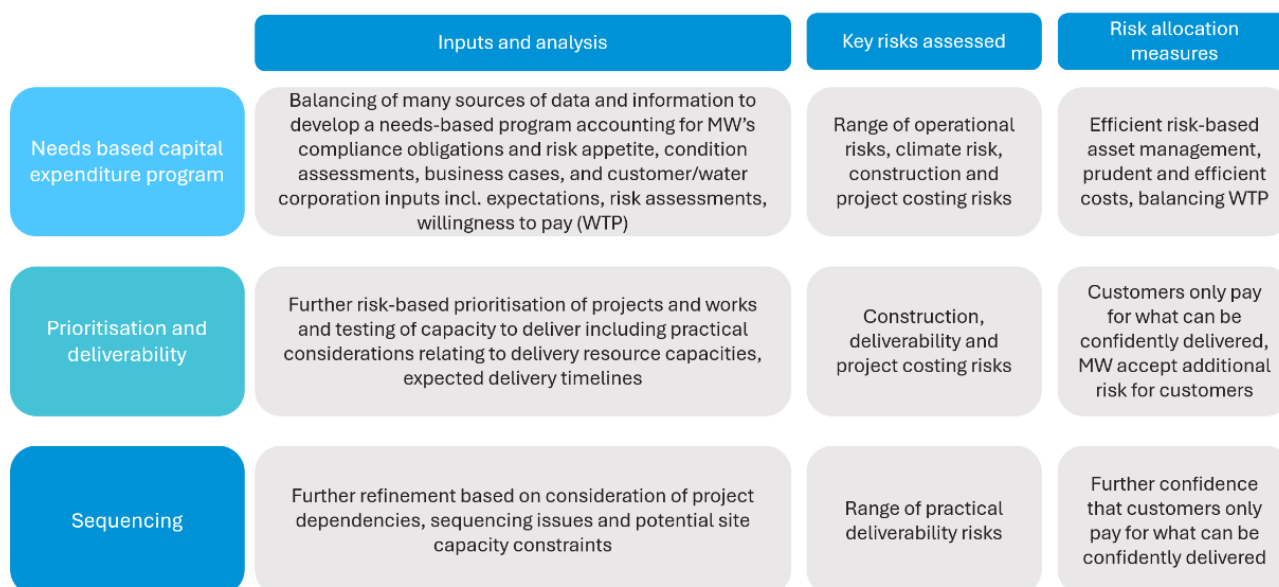 Inputs and analysis
Key risks assessed
Risk allocation
measures
Needs based capital
expenditure program
Balancing of many sources of data and information to
develop a needs-based program accounting for MW's
compliance obligations and risk appetite, condition
assessments, business cases, and customer/water
corporation inputs incl. expectations, risk assessments,
willingness to pay (WTP)
Range of operational
risks, climate risk,
construction and
project costing risks
Efficient risk-based
asset management,
prudent and efficient
costs, balancing WTP
Prioritisation and
deliverability
Further risk-based prioritisation of projects and works
and testing of capacity to deliver including practical
considerations relating to delivery resource capacities,
expected delivery timelines
Construction,
deliverability and
project costing risks
Customers only pay
for what can be
confidently delivered,
MW accept additional
risk for customers
Sequencing
Further refinement based on consideration of project
dependencies, sequencing issues and potential site
capacity constraints
Range of practical
deliverability risks
Further confidence
that customers only
pay for what can be
confidently delivered